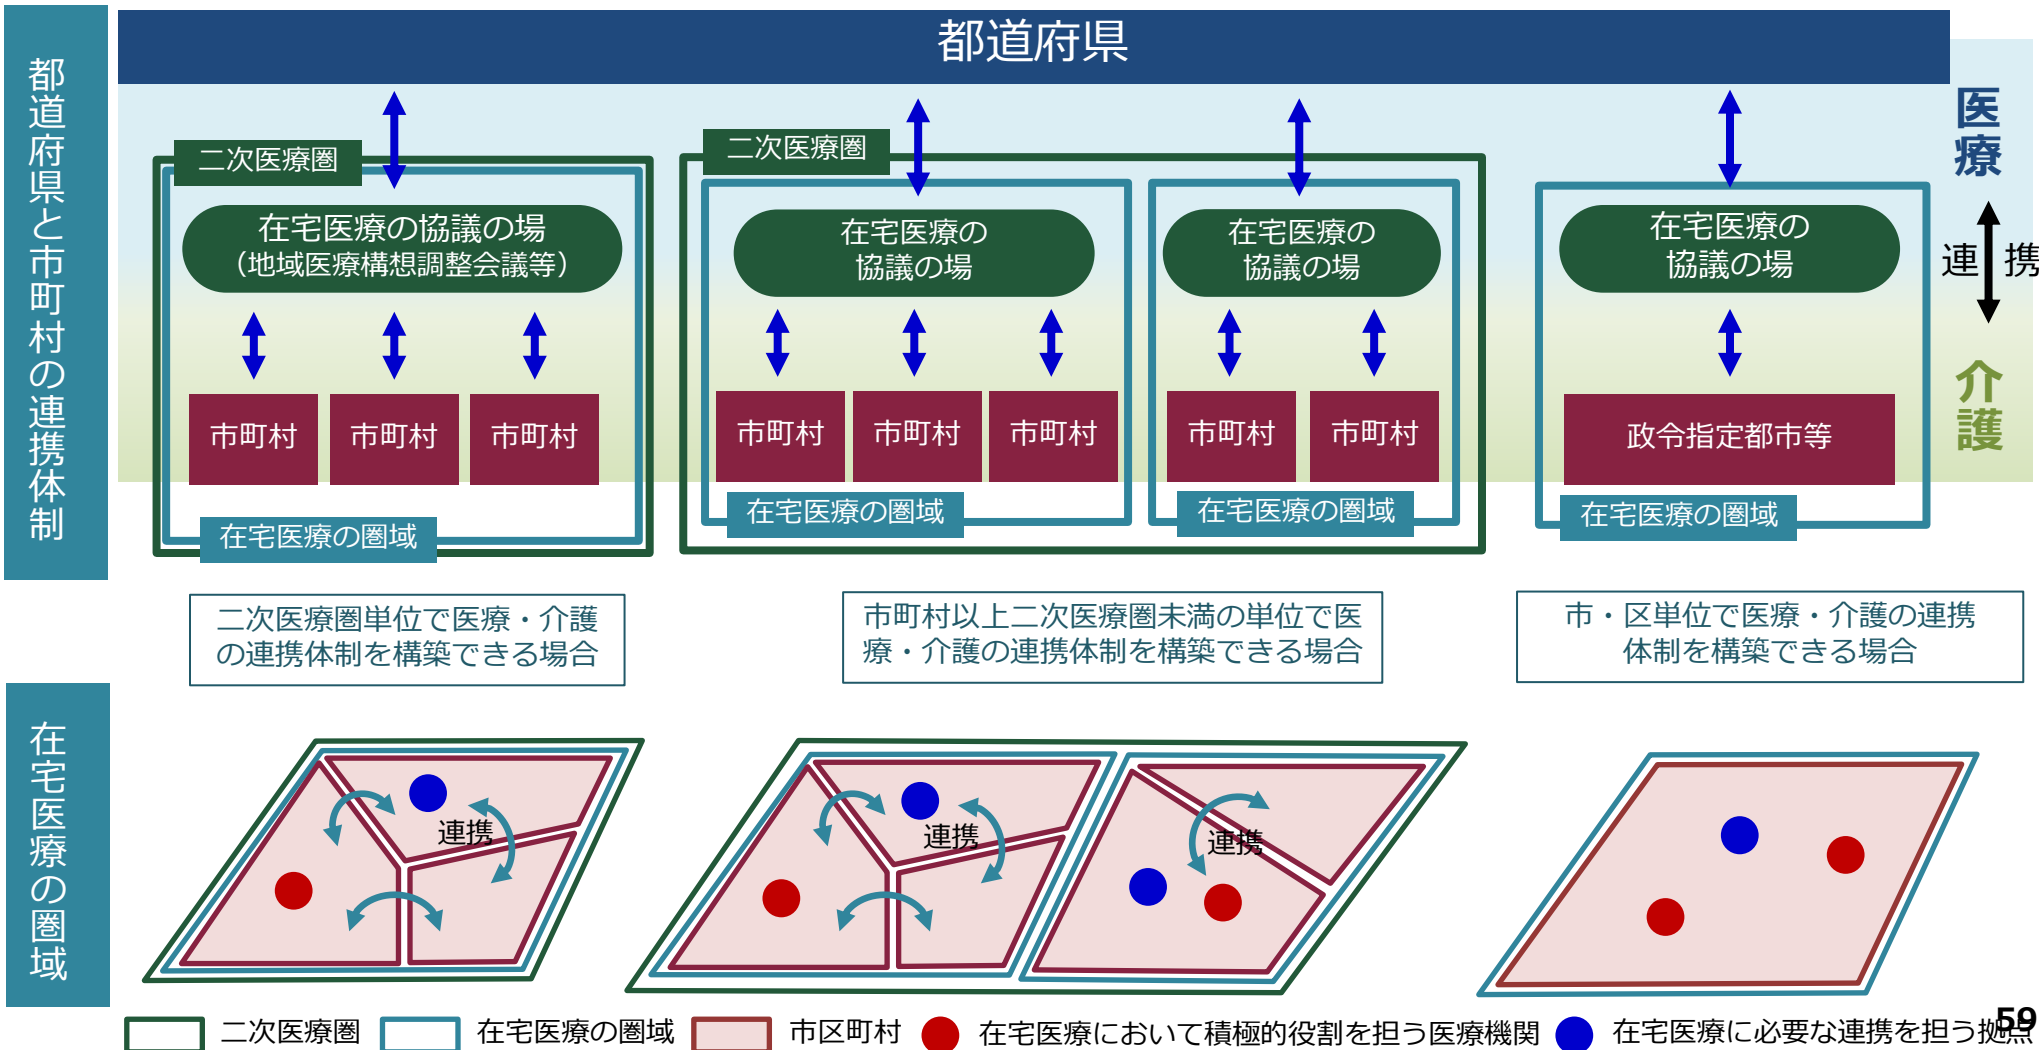 都道府県と市町村の連携体制
都道府県
医療
連携
介護
二次医療圏
在宅医療の協議の場
（地域医療構想調整会議等）
市町村
市町村
市町村
在宅医療の圏域
二次医療圏
在宅医療の
協議の場
市町村
市町村
市町村
在宅医療の圏域
在宅医療の
協議の場
市町村
市町村
在宅医療の圏域
在宅医療の
協議の場
政令指定都市等
在宅医療の圏域
二次医療圏単位で医療・介護
の連携体制を構築できる場合
市町村以上二次医療圏未満の単位で医
療・介護の連携体制を構築できる場合
市・区単位で医療・介護の連携
体制を構築できる場合
在宅医療の圏域
連携
連携
連携
二次医療圏
在宅医療の圏域
市区町村
在宅医療において積極的役割を担う医療機関
在宅医療に必要な連携を担う拠点
59